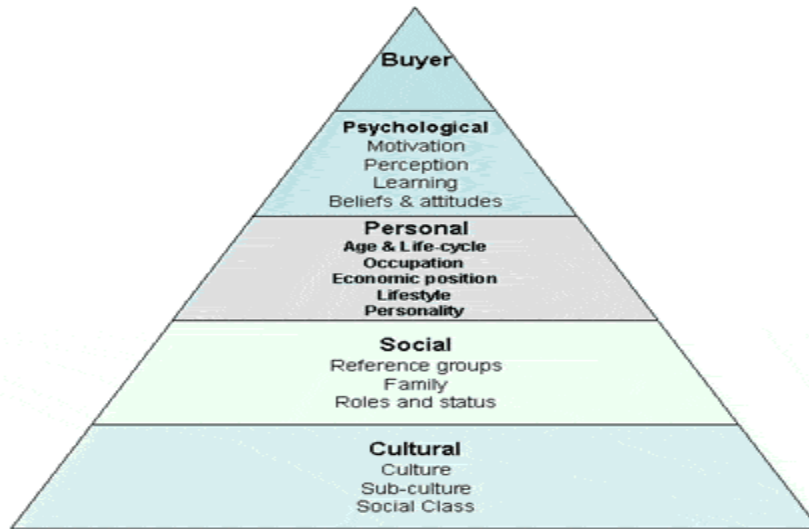 Buyer
Psychological
Motivation
Perception
Learning
Beliefs & attitudes
Personal
Age & Life-cycle
Occupation
Economic position
Lifestyle
Personality
Social
Reference groups
Family
Roles and status
Cultural
Culture
Sub-culture
Social Class